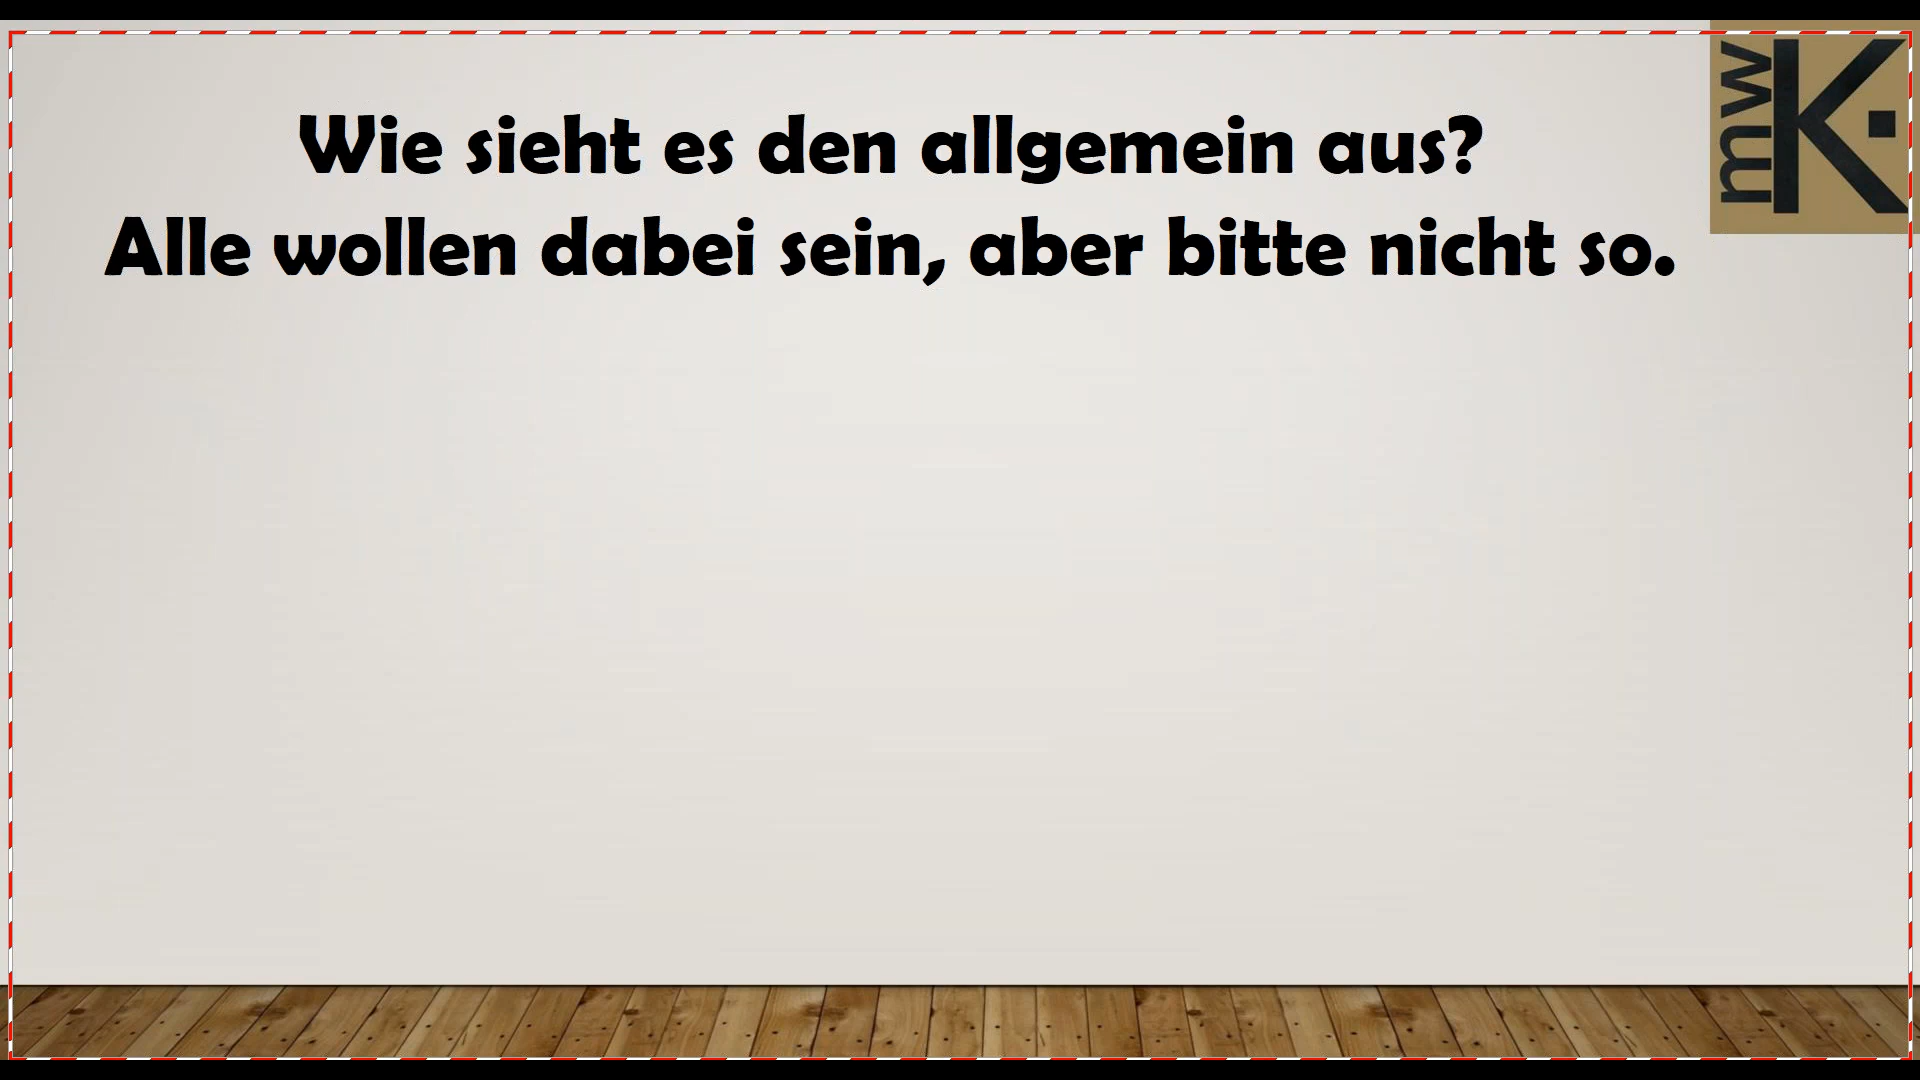 Wie sieht es den allgemein aus?
Alle wollen dabei sein, aber bitte nicht so.
mw
K.